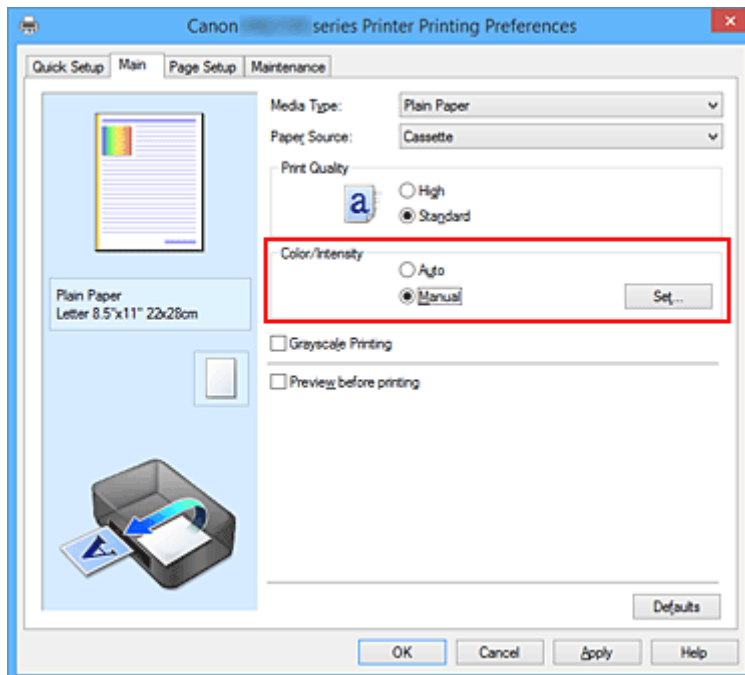 Canon series Printer Printing Preferences
Quick Setup Main Page Setup Maintenance
Media Type: Plain Paper
Paper Source: Cassette
Print Quality
High
a
Standard
Color/Intensity
Auto
Manual Set...
Plain Paper
Letter 8.5"x11" 22x28cm
Grayscale Printing
Preview before printing
A
Defaults
OK Cancel Apply Help